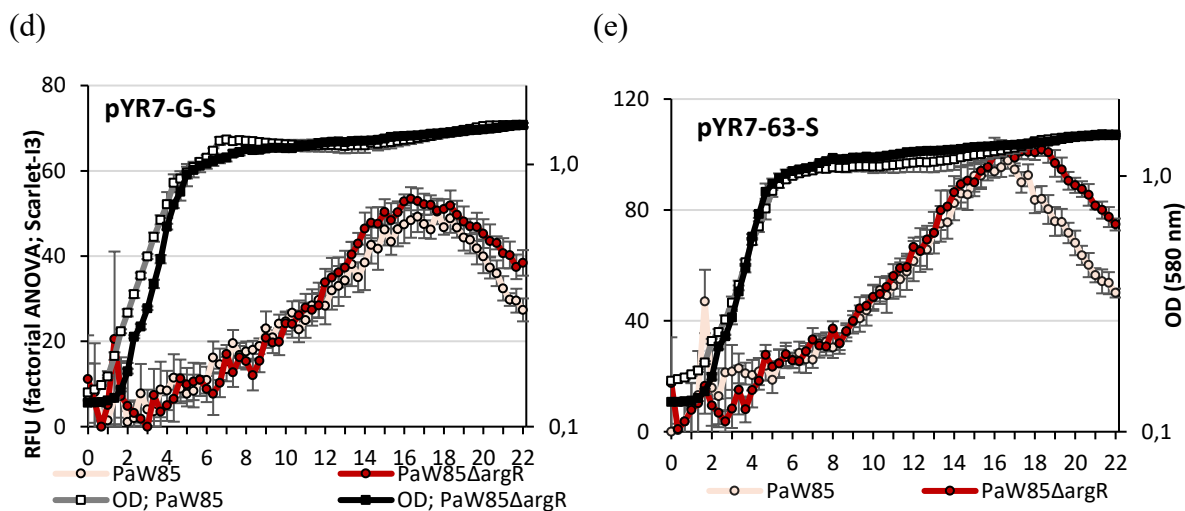 (d)
(e)
pYR7-G-S
RFU (factorial ANOVA; Scarlet-I3)
80
60
40
20
0
1,0
0,1
0 2 4 6 8 10 12 14 16 18 20 22
PaW85
PaW85ΔargR
OD; PaW85
OD; PaW85ΔargR
pYR7-63-S
120
80
40
0
1,0
0,1
OD (580 nm)
0 2 4 6 8 10 12 14 16 18 20 22
PaW85
PaW85ΔargR